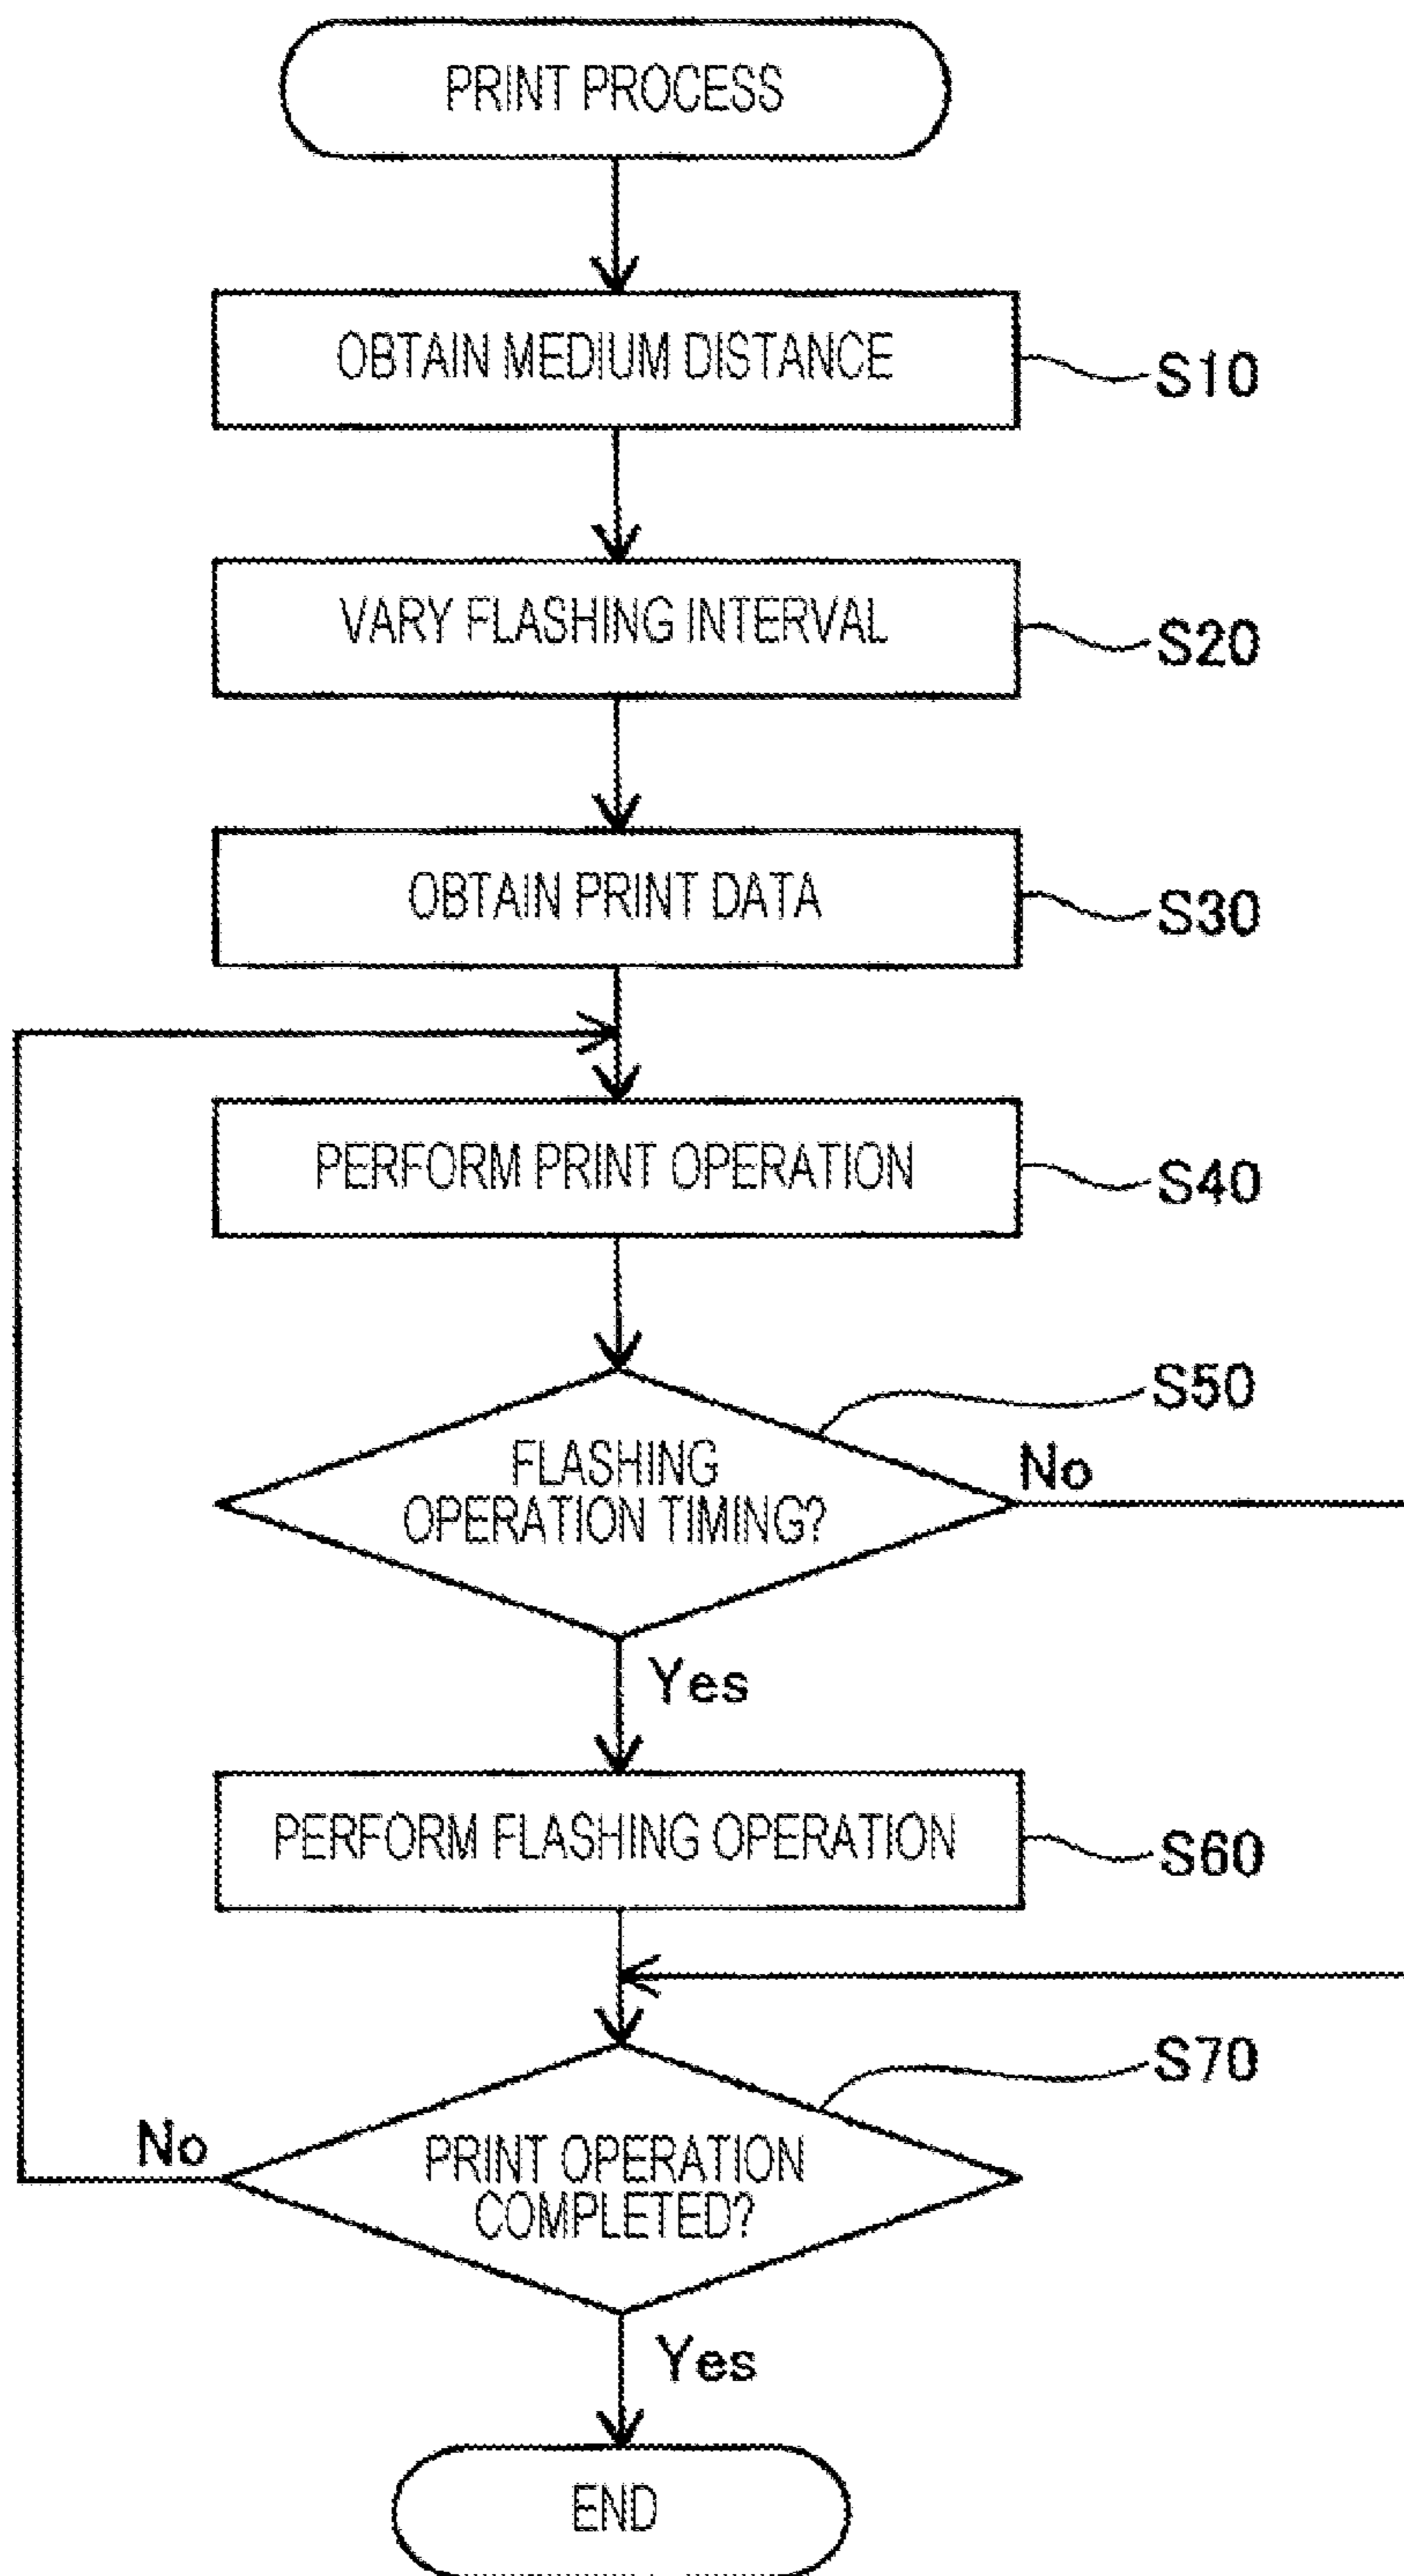 PRINT PROCESS
OBTAIN MEDIUM DISTANCE
S10
VARY FLASHING INTERVAL
S20
OBTAIN PRINT DATA
S30
PERFORM PRINT OPERATION
S40
S50
FLASHING
OPERATION TIMING?
No
Yes
PERFORM FLASHING OPERATION
S60
S70
No
PRINT OPERATION
COMPLETED?
Yes
END